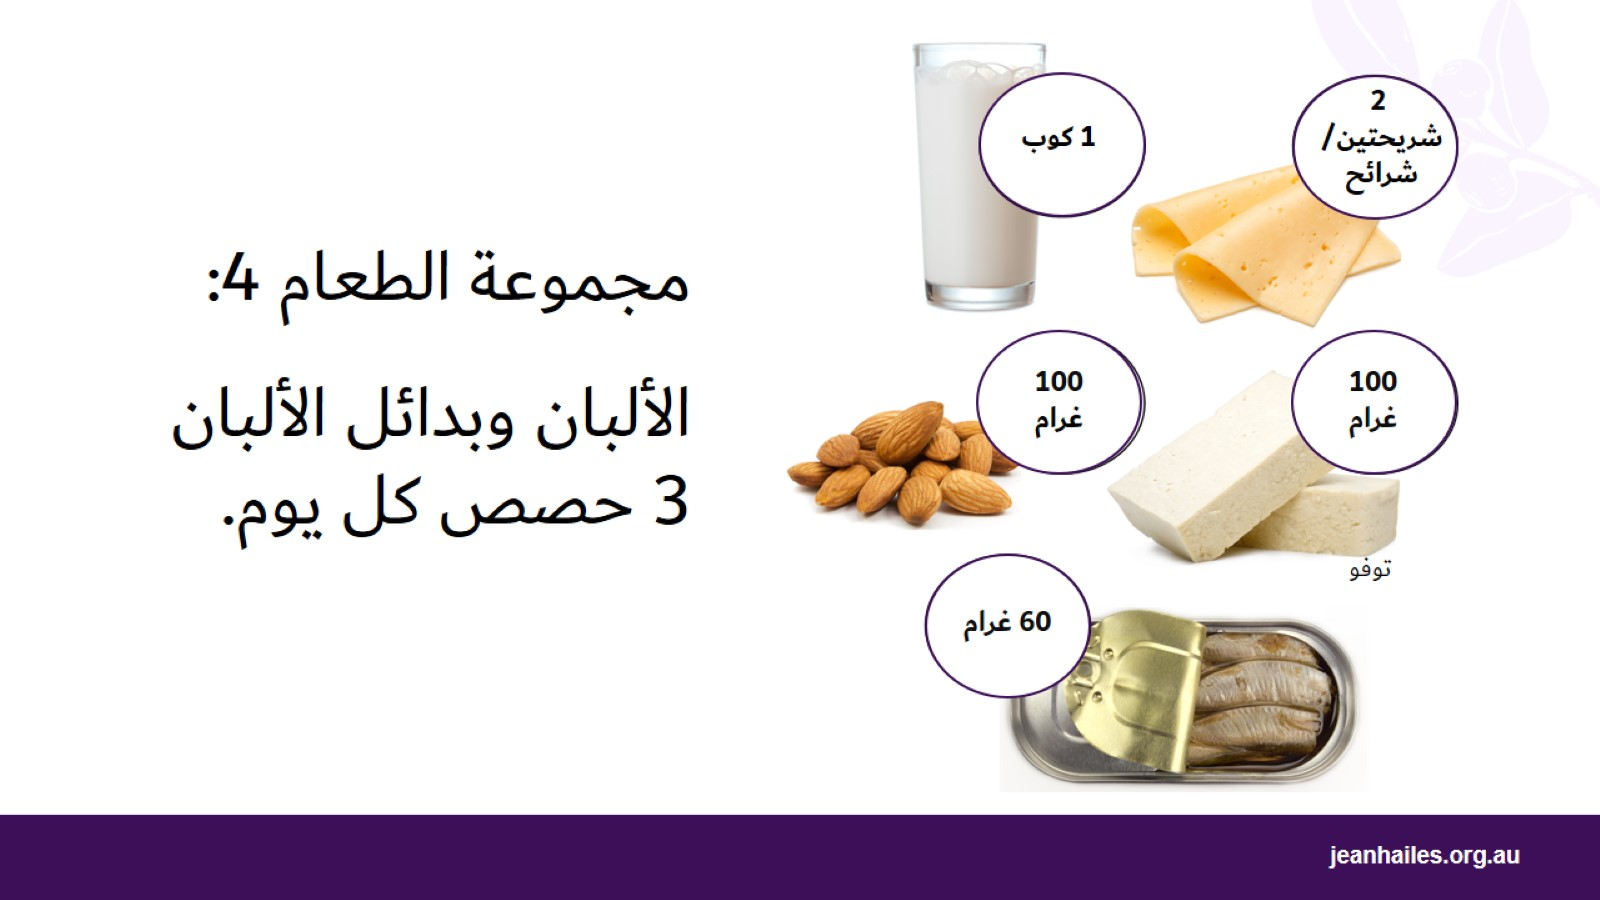 مجموعة الطعام 4:
الألبان وبدائل الألبان
3 حصص كل يوم.
1 كوب
2
شريحتين/
شرائح
100
غرام
100
غرام
توفو
60 غرام
jeanhailes.org.au